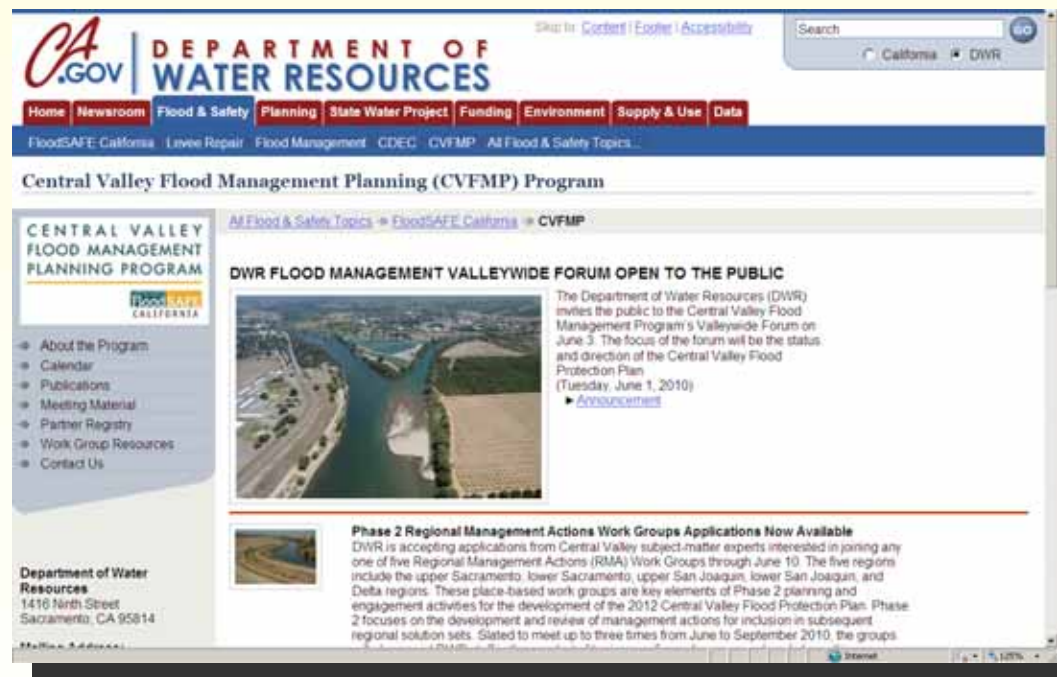 CA
.GOV
DEPARTMENT OF
WATER RESOURCES
Skip to: Content | Footer | Accessibility
Search
GO
California DWR
Home Newsroom Flood & Safety Planning State Water Project Funding Environment Supply & Use Data
FloodSAFE California Levee Repair Flood Management CDEC CVFMP All Flood & Safety Topics...
Central Valley Flood Management Planning (CVFMP) Program
CENTRAL VALLEY
FLOOD MANAGEMENT
PLANNING PROGRAM
FloodSAFE
CALIFORNIA
About the Program
Calendar
Publications
Meeting Material
Partner Registry
Work Group Resources
Contact Us
Department of Water
Resources
1416 Ninth Street
Sacramento, CA 95814
Mailing Address:
All Flood & Safety Topics FloodSAFE California CVFMP
DWR FLOOD MANAGEMENT VALLEYWIDE FORUM OPEN TO THE PUBLIC
The Department of Water Resources (DWR)
invites the public to the Central Valley Flood
Management Program's Valleywide Forum on
June 3. The focus of the forum will be the status
and direction of the Central Valley Flood
Protection Plan
(Tuesday, June 1, 2010)
Announcement
Phase 2 Regional Management Actions Work Groups Applications Now Available
DWR is accepting applications from Central Valley subject-matter experts interested in joining any
one of five Regional Management Actions (RMA) Work Groups through June 10. The five regions
include the upper Sacramento, lower Sacramento, upper San Joaquin, lower San Joaquin, and
Delta regions. These place-based work groups are key elements of Phase 2 planning and
engagement activities for the development of the 2012 Central Valley Flood Protection Plan. Phase
2 focuses on the development and review of management actions for inclusion in subsequent
regional solution sets. Slated to meet up to three times from June to September 2010, the groups
Internet
125%